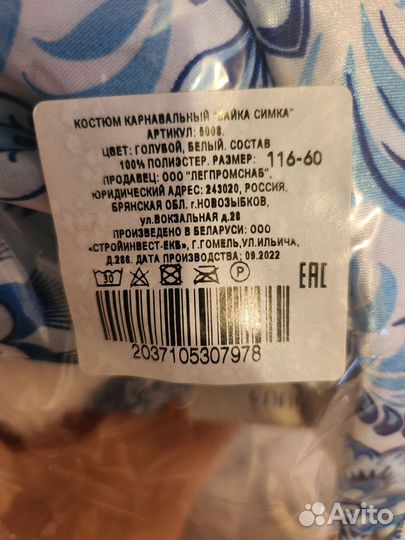 КОСТЮМ КАРНАВАЛЬНЫЙ "ЗАЙКА СИМКА"
АРТИКУЛ: 5008.
ЦВЕТ: ГОЛУБОЙ, БЕЛЫЙ. СОСТАВ
100% ПОЛИЭСТЕР. РАЗМЕР: 116-60
ПРОДАВЕЦ: ООО "ЛЕГПРОМСНАБ",
ЮРИДИЧЕСКИЙ АДРЕС: 243020, РОССИЯ,
БРЯНСКАЯ ОБЛ. г.НОВОЗЫБКОВ,
ул.ВОКЗАЛЬНАЯ д.28
ПРОИЗВЕДЕНО В БЕЛАРУСИ: ООО
«СТРОЙИНВЕСТ-ЕКБ», Г.ГОМЕЛЬ,УЛ.ИЛЬИЧА,
Д.286. ДАТА ПРОИЗВОДСТВА: 09.2022
30 P EAC
2037105307978
Avito